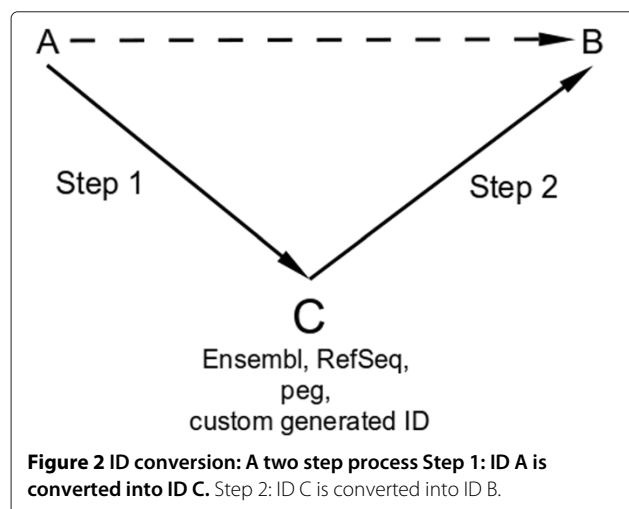 A
B
Step 1
Step 2
C
Ensembl, RefSeq,
peg,
custom generated ID
Figure 2 ID conversion: A two step process Step 1: ID A is
converted into ID C. Step 2: ID C is converted into ID B.